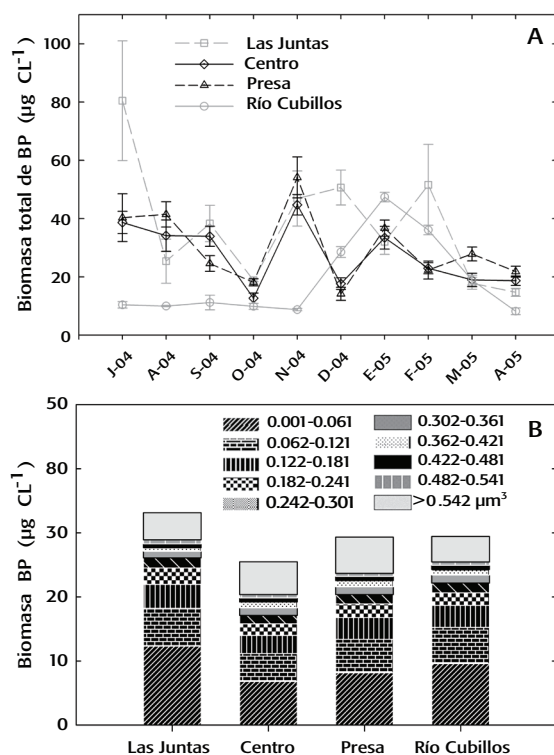 A
Las Juntas
Centro
Presa
Río Cubillos
Biomasa total de BP (µg CL⁻¹)
100
80
60
40
20
0
J-04 A-04 S-04 O-04 N-04 D-04 E-05 F-05 M-05 A-05
B
0.001-0.061 0.302-0.361
0.062-0.121 0.362-0.421
0.122-0.181 0.422-0.481
0.182-0.241 0.482-0.541
0.242-0.301 >0.542 µm³
Biomasa BP (µg CL⁻¹)
50
80
30
20
10
0
Las Juntas Centro Presa Río Cubillos